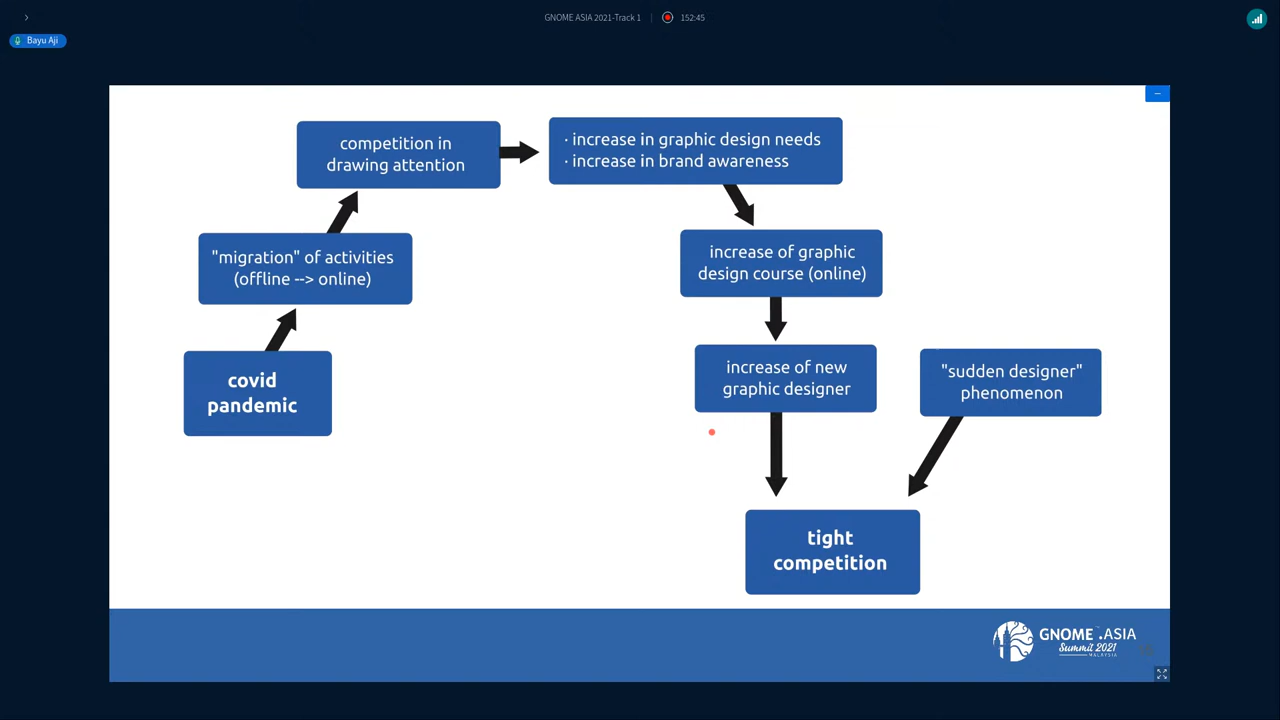 GNOME ASIA 2021-Track 1
152:45
Bayu Aji
competition in
drawing attention
· increase in graphic design needs
· increase in brand awareness
"migration" of activities
(offline --> online)
increase of graphic
design course (online)
covid
pandemic
increase of new
graphic designer
"sudden designer"
phenomenon
tight
competition
GNOME™.ASIA
Summit 2021
MALAYSIA